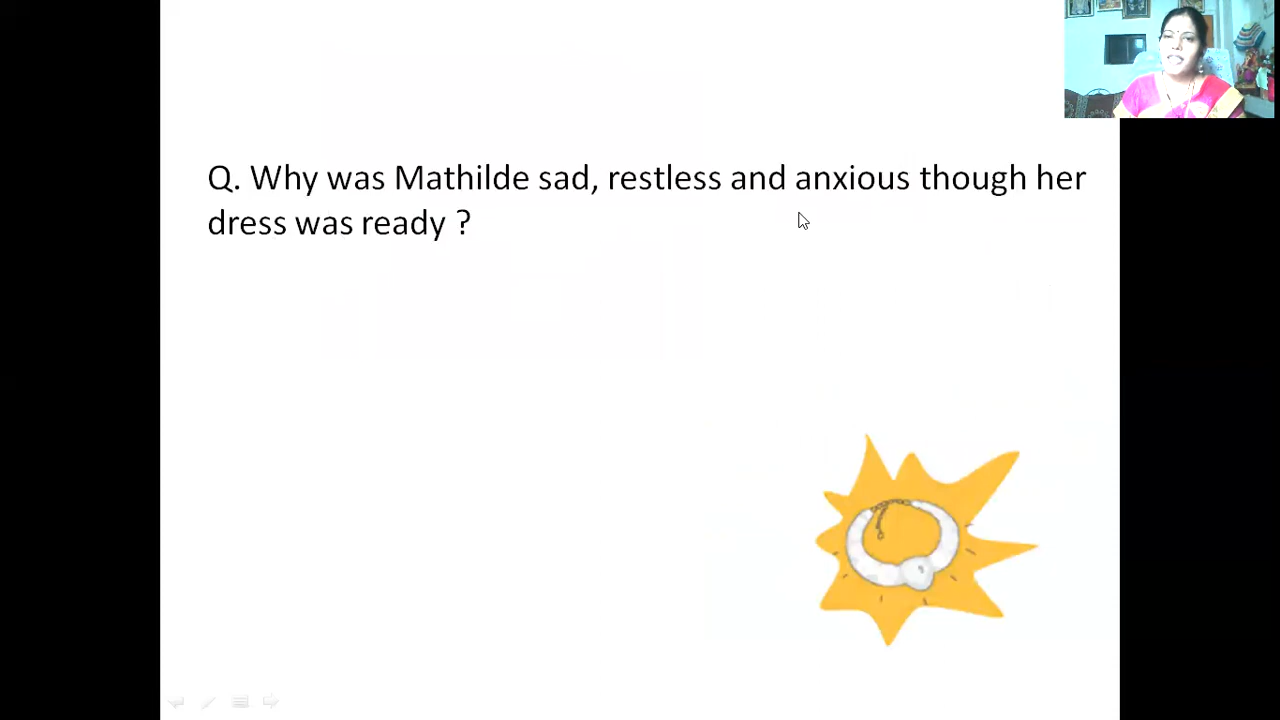 Q. Why was Mathilde sad, restless and anxious though her
dress was ready ?